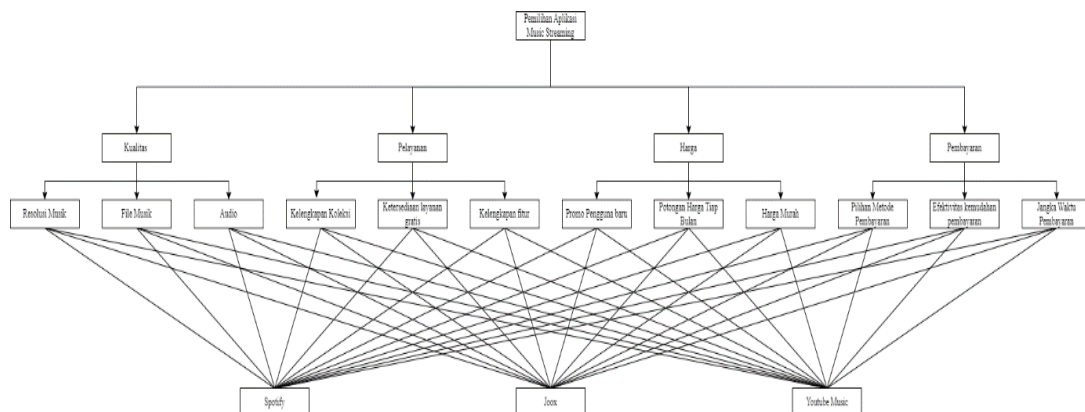 Pemilihan Aplikasi
Music Streaming
Kualitas
Pelayanan
Harga
Pembayaran
Resolusi Musik
File Musik
Audio
Kelengkapan Koleksi
Ketersediaan layanan
gratis
Kelengkapan fitur
Promo Pengguna baru
Potongan Harga Tiap
Bulan
Harga Murah
Pilihan Metode
Pembayaran
Efektivitas kemudahan
pembayaran
Jangka Waktu
Pembayaran
Spotify
Joox
Youtube Music